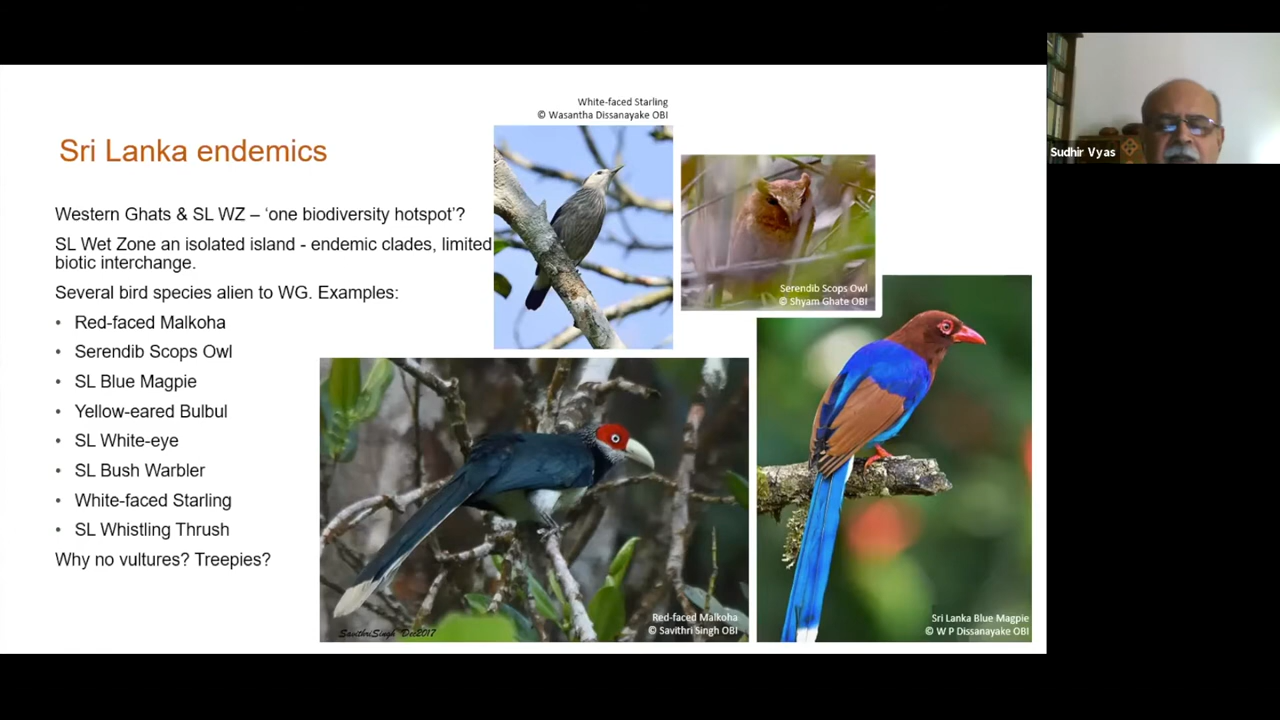 Sri Lanka endemics
Western Ghats & SL WZ – ‘one biodiversity hotspot’?
SL Wet Zone an isolated island - endemic clades, limited
biotic interchange.
Several bird species alien to WG. Examples:
• Red-faced Malkoha
• Serendib Scops Owl
• SL Blue Magpie
• Yellow-eared Bulbul
• SL White-eye
• SL Bush Warbler
• White-faced Starling
• SL Whistling Thrush
Why no vultures? Treepies?
White-faced Starling
© Wasantha Dissanayake OBI
Serendib Scops Owl
© Shyam Ghate OBI
SavithriSingh Dec2017
Red-faced Malkoha
© Savithri Singh OBI
Sri Lanka Blue Magpie
© W P Dissanayake OBI
Sudhir Vyas